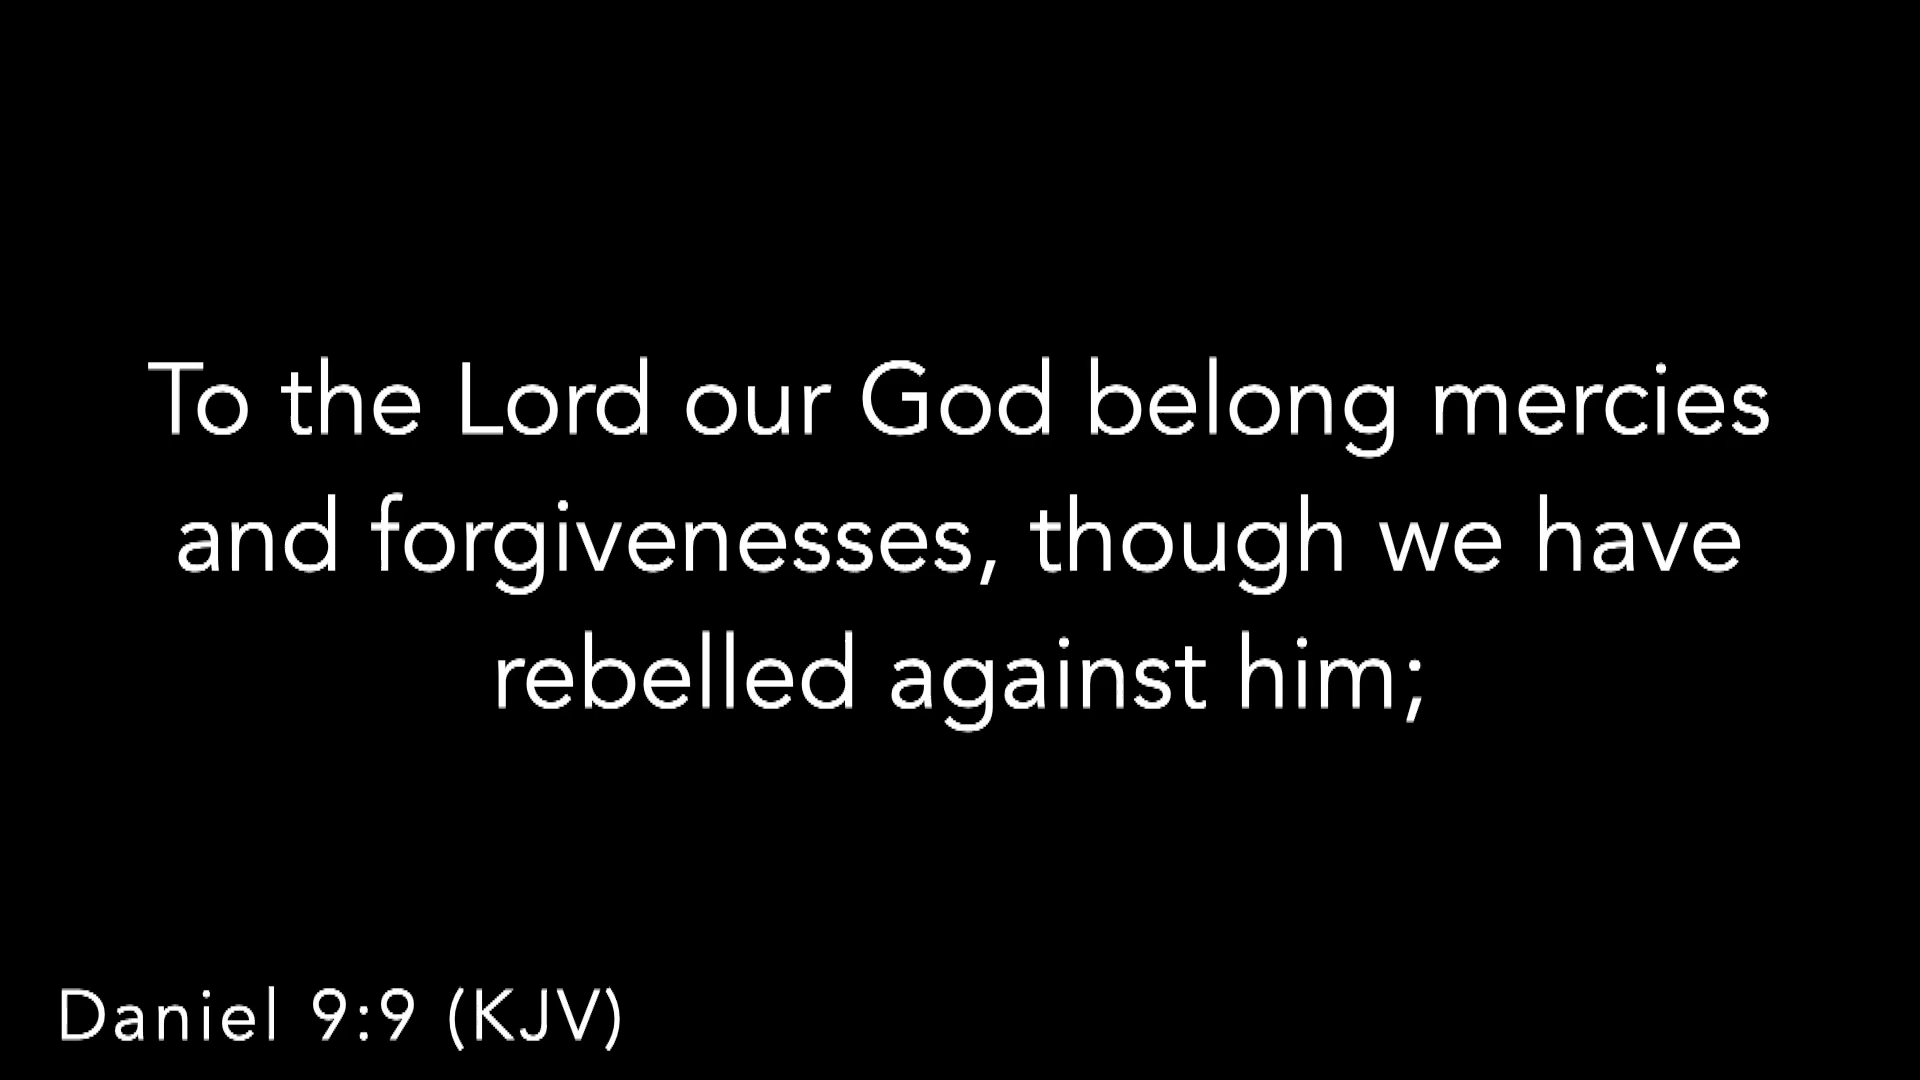 To the Lord our God belong mercies
and forgivenesses, though we have
rebelled against him;
Daniel 9:9 (KJV)